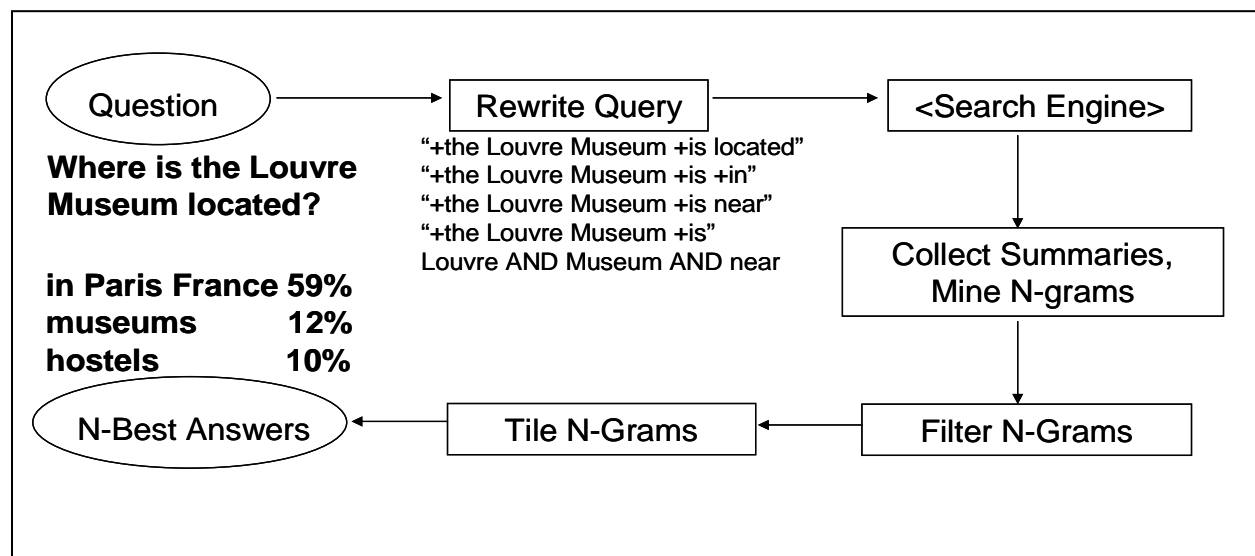 Question
Rewrite Query
<Search Engine>
Where is the Louvre
Museum located?
“+the Louvre Museum +is located”
“+the Louvre Museum +is +in”
“+the Louvre Museum +is near”
“+the Louvre Museum +is”
Louvre AND Museum AND near
Collect Summaries,
Mine N-grams
in Paris France 59%
museums 12%
hostels 10%
N-Best Answers
Tile N-Grams
Filter N-Grams